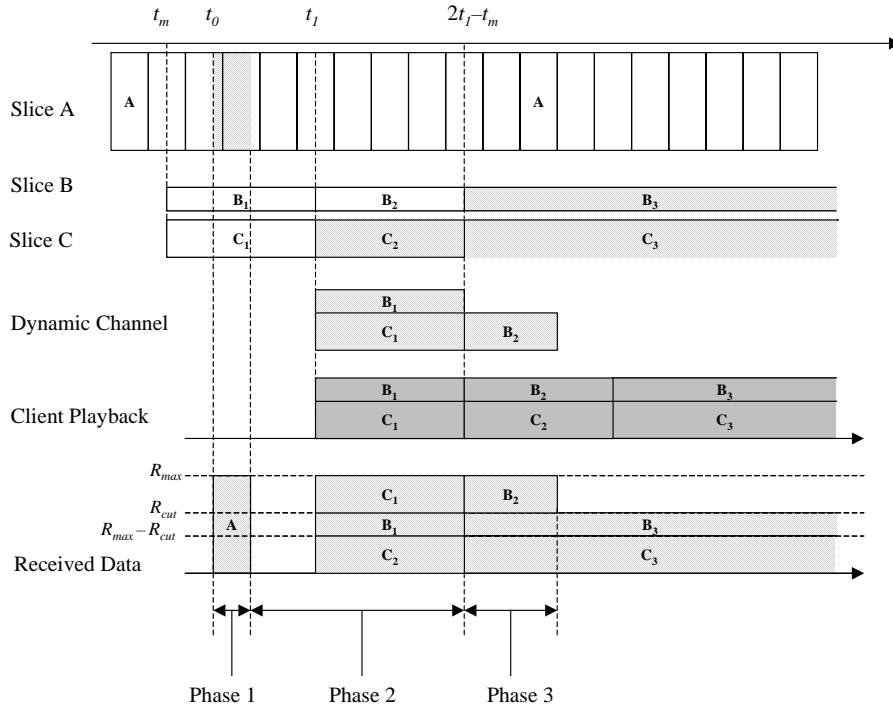 t_m t_0 t_1 2t_1–t_m
Slice A
A A
Slice B
B_1 B_2 B_3
Slice C
C_1 C_2 C_3
Dynamic Channel
B_1
C_1 B_2
Client Playback
B_1 B_2 B_3
C_1 C_2 C_3
R_max
C_1 B_2
R_cut
A B_1 B_3
R_max–R_cut
C_2 C_3
Received Data
Phase 1 Phase 2 Phase 3